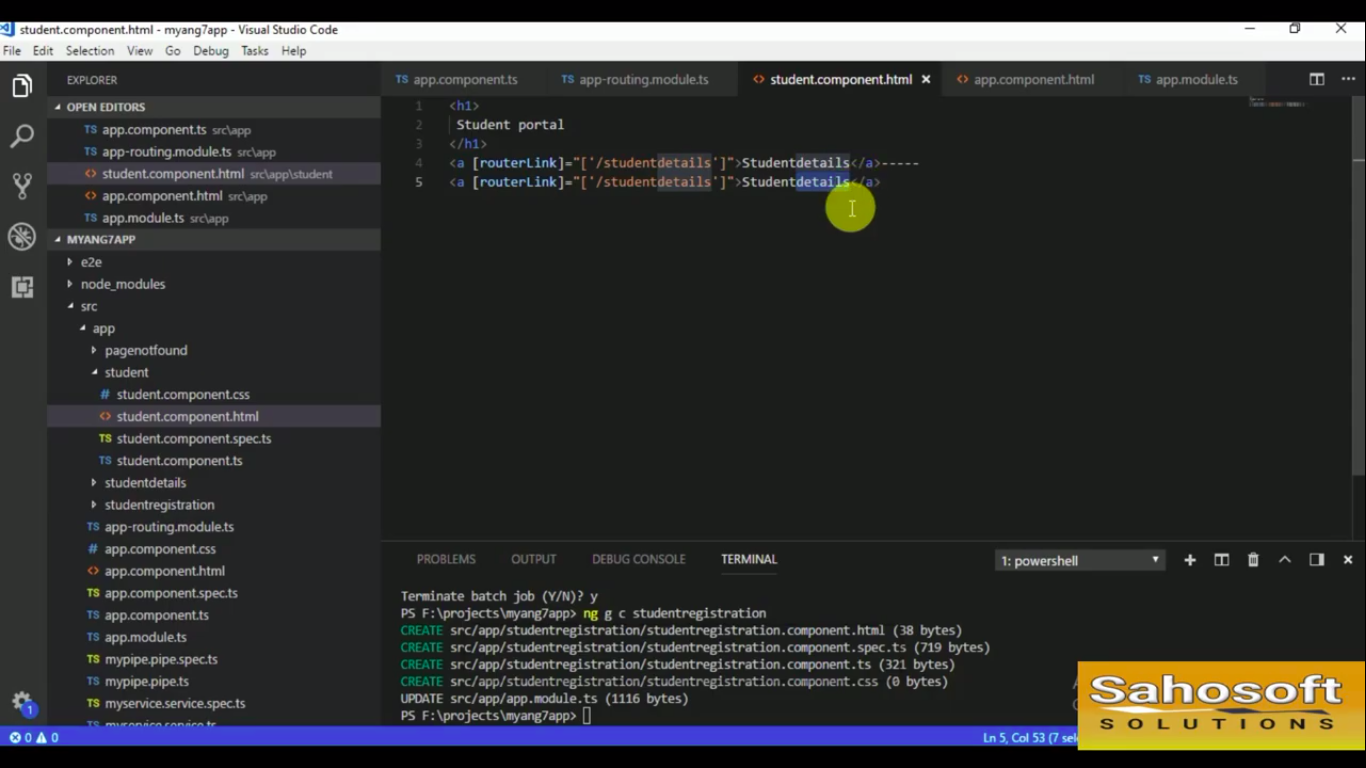 student.component.html - myang7app - Visual Studio Code
File Edit Selection View Go Debug Tasks Help
EXPLORER
OPEN EDITORS
TS app.component.ts src\app
TS app-routing.module.ts src\app
<> student.component.html src\app\student
<> app.component.html src\app
TS app.module.ts src\app
MYANG7APP
e2e
node_modules
src
app
pagenotfound
student
# student.component.css
<> student.component.html
TS student.component.spec.ts
TS student.component.ts
studentdetails
studentregistration
TS app-routing.module.ts
# app.component.css
<> app.component.html
TS app.component.spec.ts
TS app.component.ts
TS app.module.ts
TS mypipe.pipe.spec.ts
TS mypipe.pipe.ts
TS myservice.service.spec.ts
TS myservice.service.ts
TS app.component.ts TS app-routing.module.ts <> student.component.html × <> app.component.html TS app.module.ts
1 <h1>
2 Student portal
3 </h1>
4 <a [routerLink]="['/studentdetails']">Studentdetails</a>-----
5 <a [routerLink]="['/studentdetails']">Studentdetails</a>
PROBLEMS OUTPUT DEBUG CONSOLE TERMINAL 1: powershell
Terminate batch job (Y/N)? y
PS F:\projects\myang7app> ng g c studentregistration
CREATE src/app/studentregistration/studentregistration.component.html (38 bytes)
CREATE src/app/studentregistration/studentregistration.component.spec.ts (719 bytes)
CREATE src/app/studentregistration/studentregistration.component.ts (321 bytes)
CREATE src/app/studentregistration/studentregistration.component.css (0 bytes)
UPDATE src/app/app.module.ts (1116 bytes)
PS F:\projects\myang7app>
1
0 0 Ln 5, Col 53 (7 sel
Sahosoft
SOLUTIONS